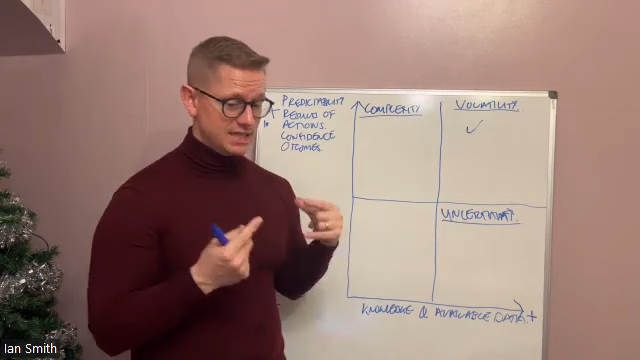 PREDICTABILITY
+ RESULTS OF
ACTIONS.
CONFIDENCE
OUTCOMES.
COMPLEXITY
VOLATILITY
✓
UNCERTAINTY.
KNOWLEDGE & AVAILABLE DATA. +
Ian Smith